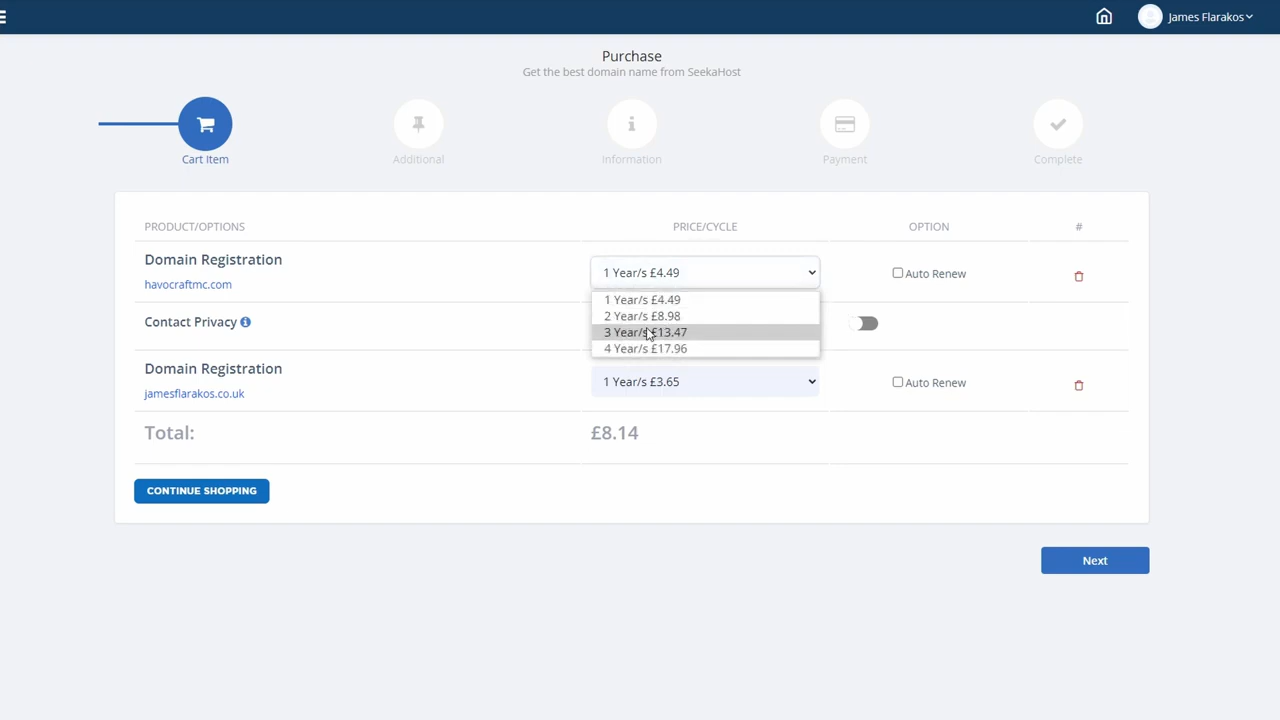 James Flarakos
Purchase
Get the best domain name from SeekaHost
Cart Item
Additional
Information
Payment
Complete
PRODUCT/OPTIONS
PRICE/CYCLE
OPTION
#
Domain Registration
havocraftmc.com
1 Year/s £4.49
Auto Renew
1 Year/s £4.49
2 Year/s £8.98
3 Year/s £13.47
4 Year/s £17.96
Contact Privacy
Domain Registration
jamesflarakos.co.uk
1 Year/s £3.65
Auto Renew
Total:
£8.14
CONTINUE SHOPPING
Next